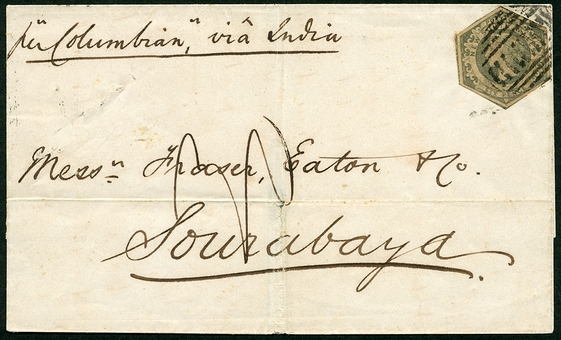 per "Columbian", via India
Messrs. Fraser, Eaton & Co.
Sourabaya.